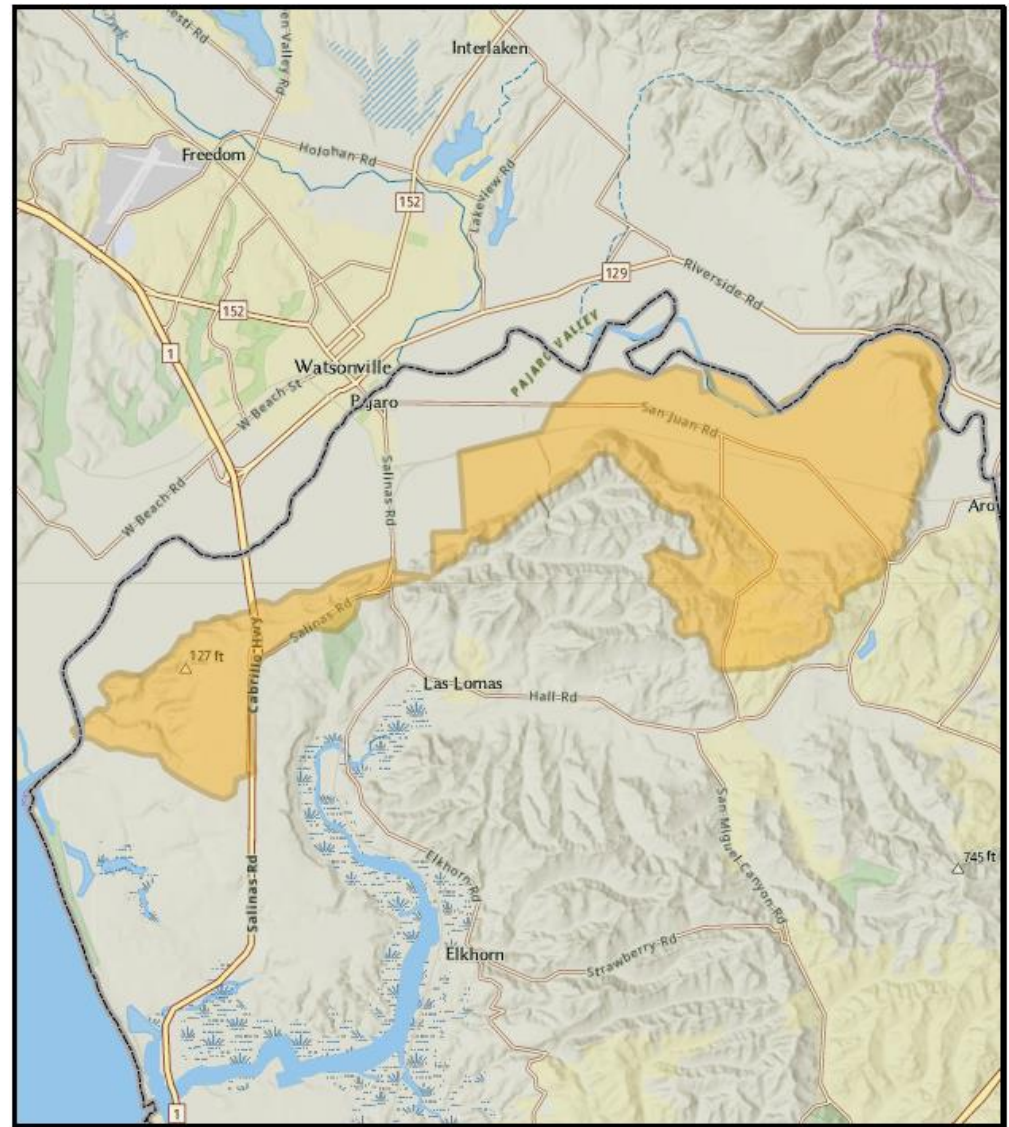 Interlaken
Freedom
Holohan Rd
152
Lakeview Rd
129
Riverside Rd
152
1
PAJARO VALLEY
Watsonville
W Beach St
Pajaro
San Juan Rd
Salinas Rd
W Beach Rd
Salinas Rd
127 ft
Cabrillo Hwy
Las Lomas
Hall Rd
San Miguel Canyon Rd
745 ft
Elkhorn Rd
Salinas Rd
Elkhorn
Strawberry Rd
1